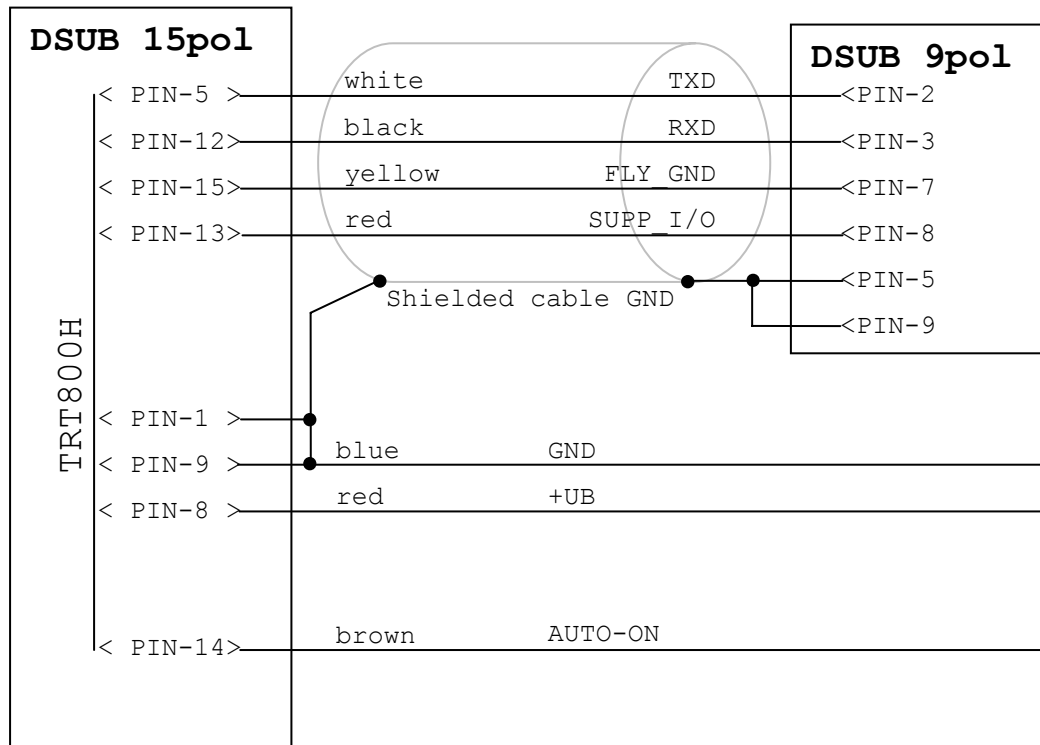 DSUB 15pol
DSUB 9pol
< PIN-5 > white TXD <PIN-2
< PIN-12> black RXD <PIN-3
< PIN-15> yellow FLY_GND <PIN-7
< PIN-13> red SUPP_I/O <PIN-8
<PIN-5
Shielded cable GND
<PIN-9
TRT800H
< PIN-1 >
< PIN-9 > blue GND
< PIN-8 > red +UB
< PIN-14> brown AUTO-ON